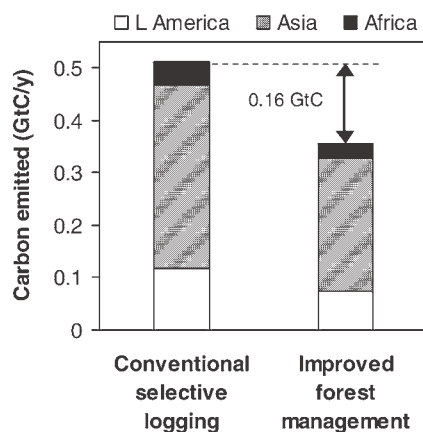 L America Asia Africa
Carbon emitted (GtC/y)
0.5
0.4
0.3
0.2
0.1
0
0.16 GtC
Conventional
selective
logging
Improved
forest
management